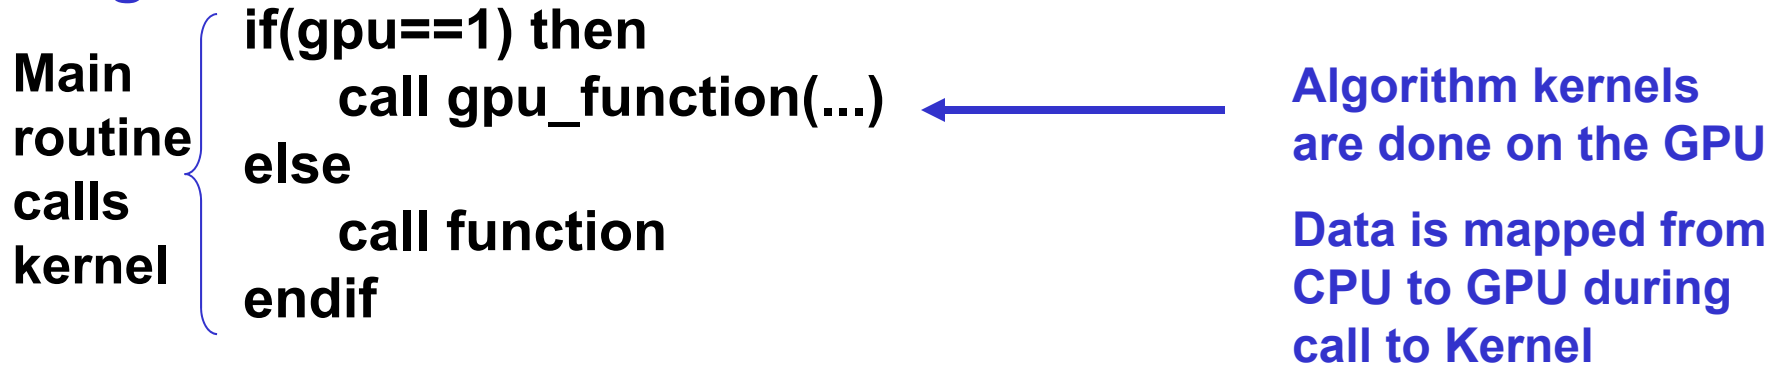 Main
routine
calls
kernel
if(gpu==1) then
call gpu_function(...)
else
call function
endif
Algorithm kernels
are done on the GPU
Data is mapped from
CPU to GPU during
call to Kernel